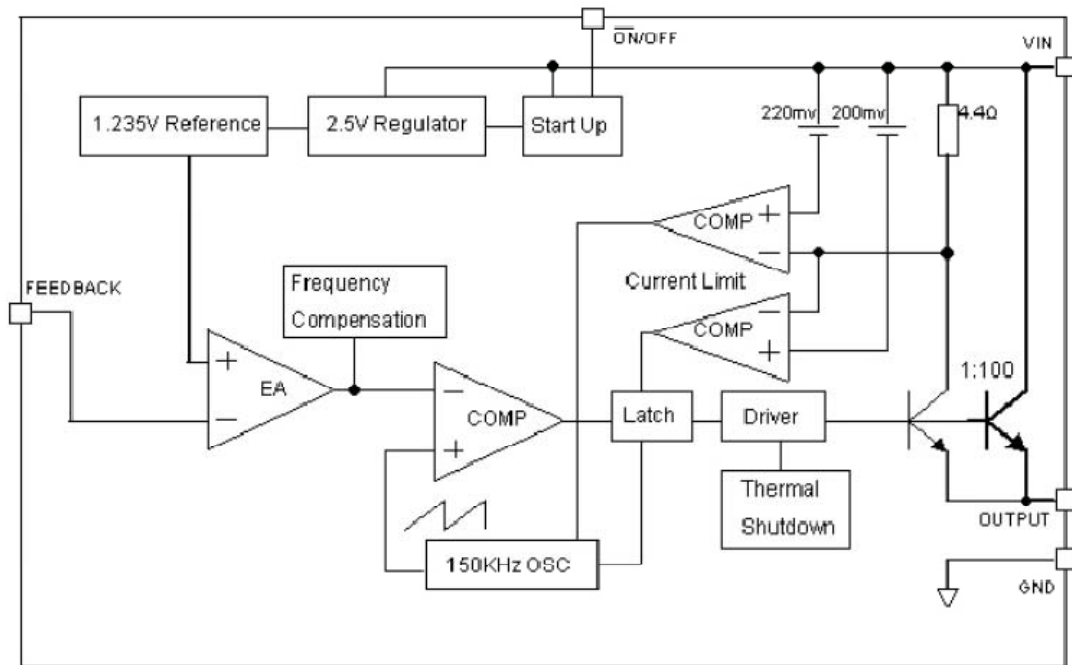 ON/OFF
VIN
1.235V Reference
2.5V Regulator
Start Up
220mv
200mv
4.4Ω
COMP
+
−
FEEDBACK
Frequency
Compensation
Current Limit
−
COMP
+
1:100
+
EA
−
−
COMP
+
Latch
Driver
Thermal
Shutdown
OUTPUT
150KHz OSC
GND